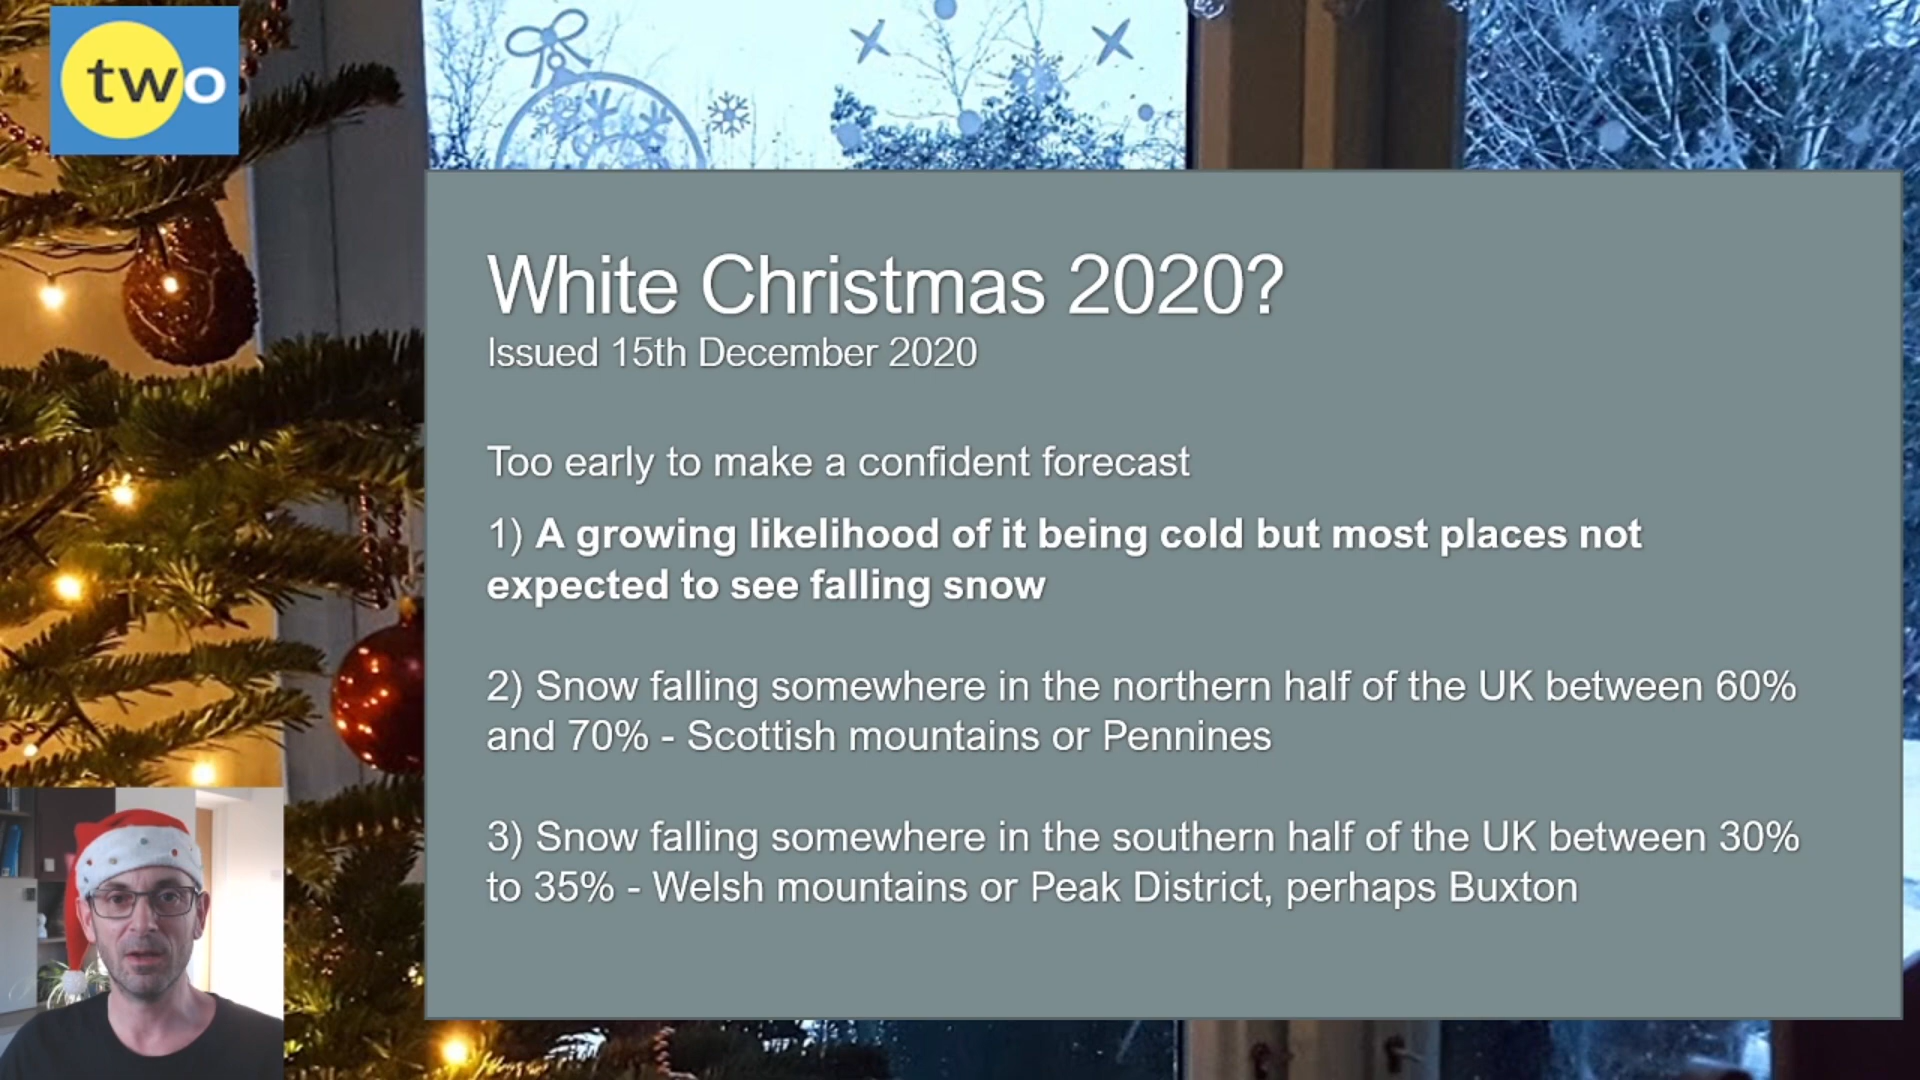 two
White Christmas 2020?
Issued 15th December 2020
Too early to make a confident forecast
1) A growing likelihood of it being cold but most places not
expected to see falling snow
2) Snow falling somewhere in the northern half of the UK between 60%
and 70% - Scottish mountains or Pennines
3) Snow falling somewhere in the southern half of the UK between 30%
to 35% - Welsh mountains or Peak District, perhaps Buxton